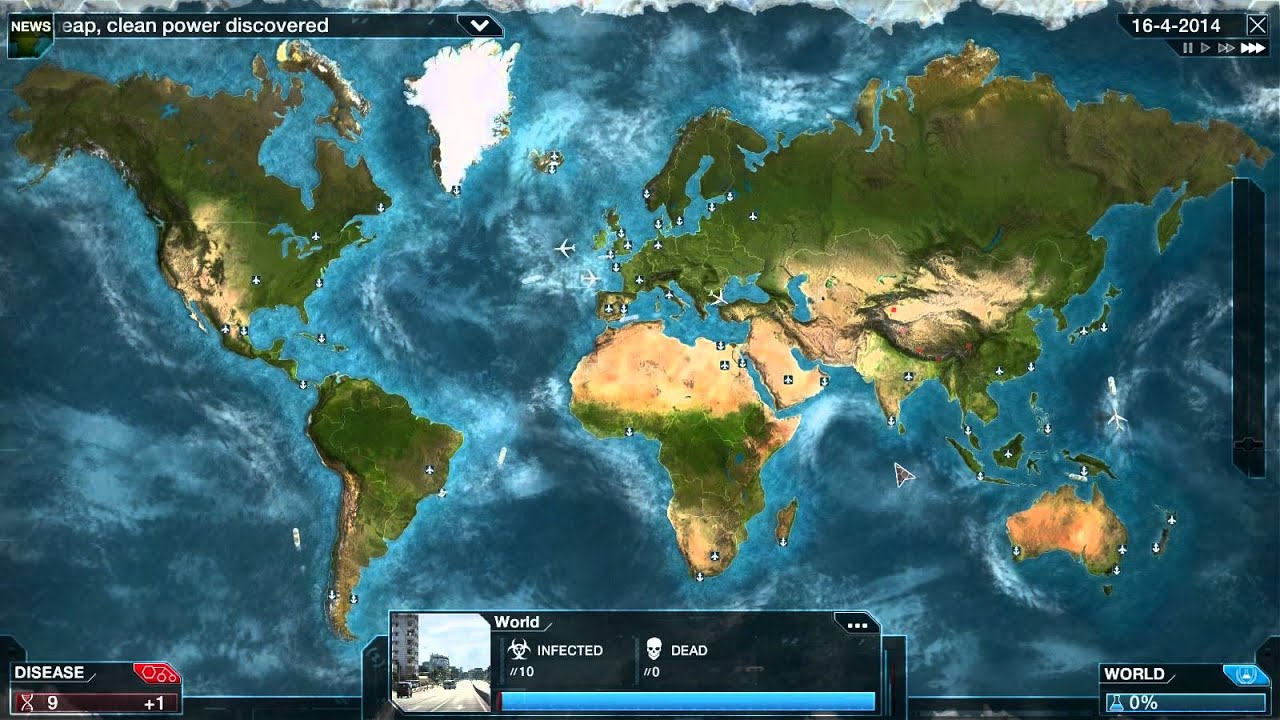 NEWS eap, clean power discovered
16-4-2014
World
INFECTED
//10
DEAD
//0
DISEASE
9 +1
WORLD
0%